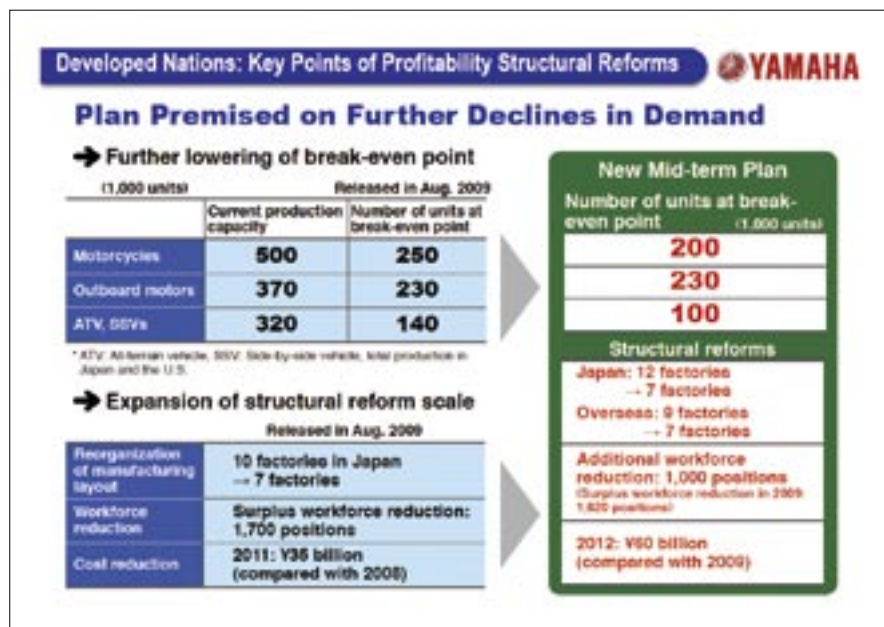 Developed Nations: Key Points of Profitability Structural Reforms
YAMAHA
Plan Premised on Further Declines in Demand
➔ Further lowering of break-even point
(1,000 units) Released in Aug. 2009
Current production capacity Number of units at break-even point
Motorcycles 500 250
Outboard motors 370 230
ATV, SSVs 320 140
* ATV: All-terrain vehicle, SSV: Side-by-side vehicle, total production in
Japan and the U.S.
➔ Expansion of structural reform scale
Released in Aug. 2009
Reorganization
of manufacturing
layout
10 factories in Japan
→ 7 factories
Workforce
reduction
Surplus workforce reduction:
1,700 positions
Cost reduction
2011: ¥35 billion
(compared with 2008)
New Mid-term Plan
Number of units at break-
even point (1,000 units)
200
230
100
Structural reforms
Japan: 12 factories
→ 7 factories
Overseas: 9 factories
→ 7 factories
Additional workforce
reduction: 1,000 positions
(Surplus workforce reduction in 2009:
positions)
2012: ¥60 billion
(compared with 2009)